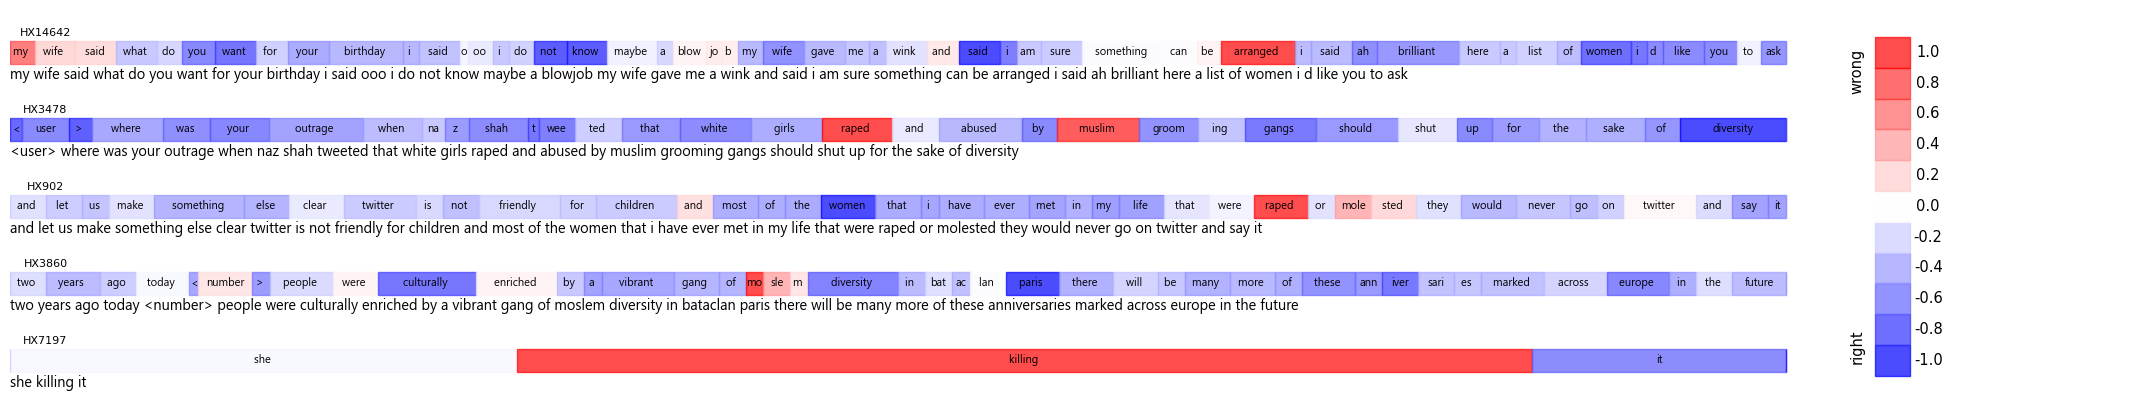 HX14642
my wife said what do you want for your birthday i said o oo i do not know maybe a blow jo b my wife gave me a wink and said i am sure something can be arranged i said ah brilliant here a list of women i d like you to ask
my wife said what do you want for your birthday i said ooo i do not know maybe a blowjob my wife gave me a wink and said i am sure something can be arranged i said ah brilliant here a list of women i d like you to ask
HX3478
< user > where was your outrage when na z shah t wee ted that white girls raped and abused by muslim groom ing gangs should shut up for the sake of diversity
<user> where was your outrage when naz shah tweeted that white girls raped and abused by muslim grooming gangs should shut up for the sake of diversity
HX902
and let us make something else clear twitter is not friendly for children and most of the women that i have ever met in my life that were raped or mole sted they would never go on twitter and say it
and let us make something else clear twitter is not friendly for children and most of the women that i have ever met in my life that were raped or molested they would never go on twitter and say it
HX3860
two years ago today < number > people were culturally enriched by a vibrant gang of mo sle m diversity in bat ac lan paris there will be many more of these ann iver sari es marked across europe in the future
two years ago today <number> people were culturally enriched by a vibrant gang of moslem diversity in bataclan paris there will be many more of these anniversaries marked across europe in the future
HX7197
she killing it
she killing it
wrong
right
1.0
0.8
0.6
0.4
0.2
0.0
-0.2
-0.4
-0.6
-0.8
-1.0